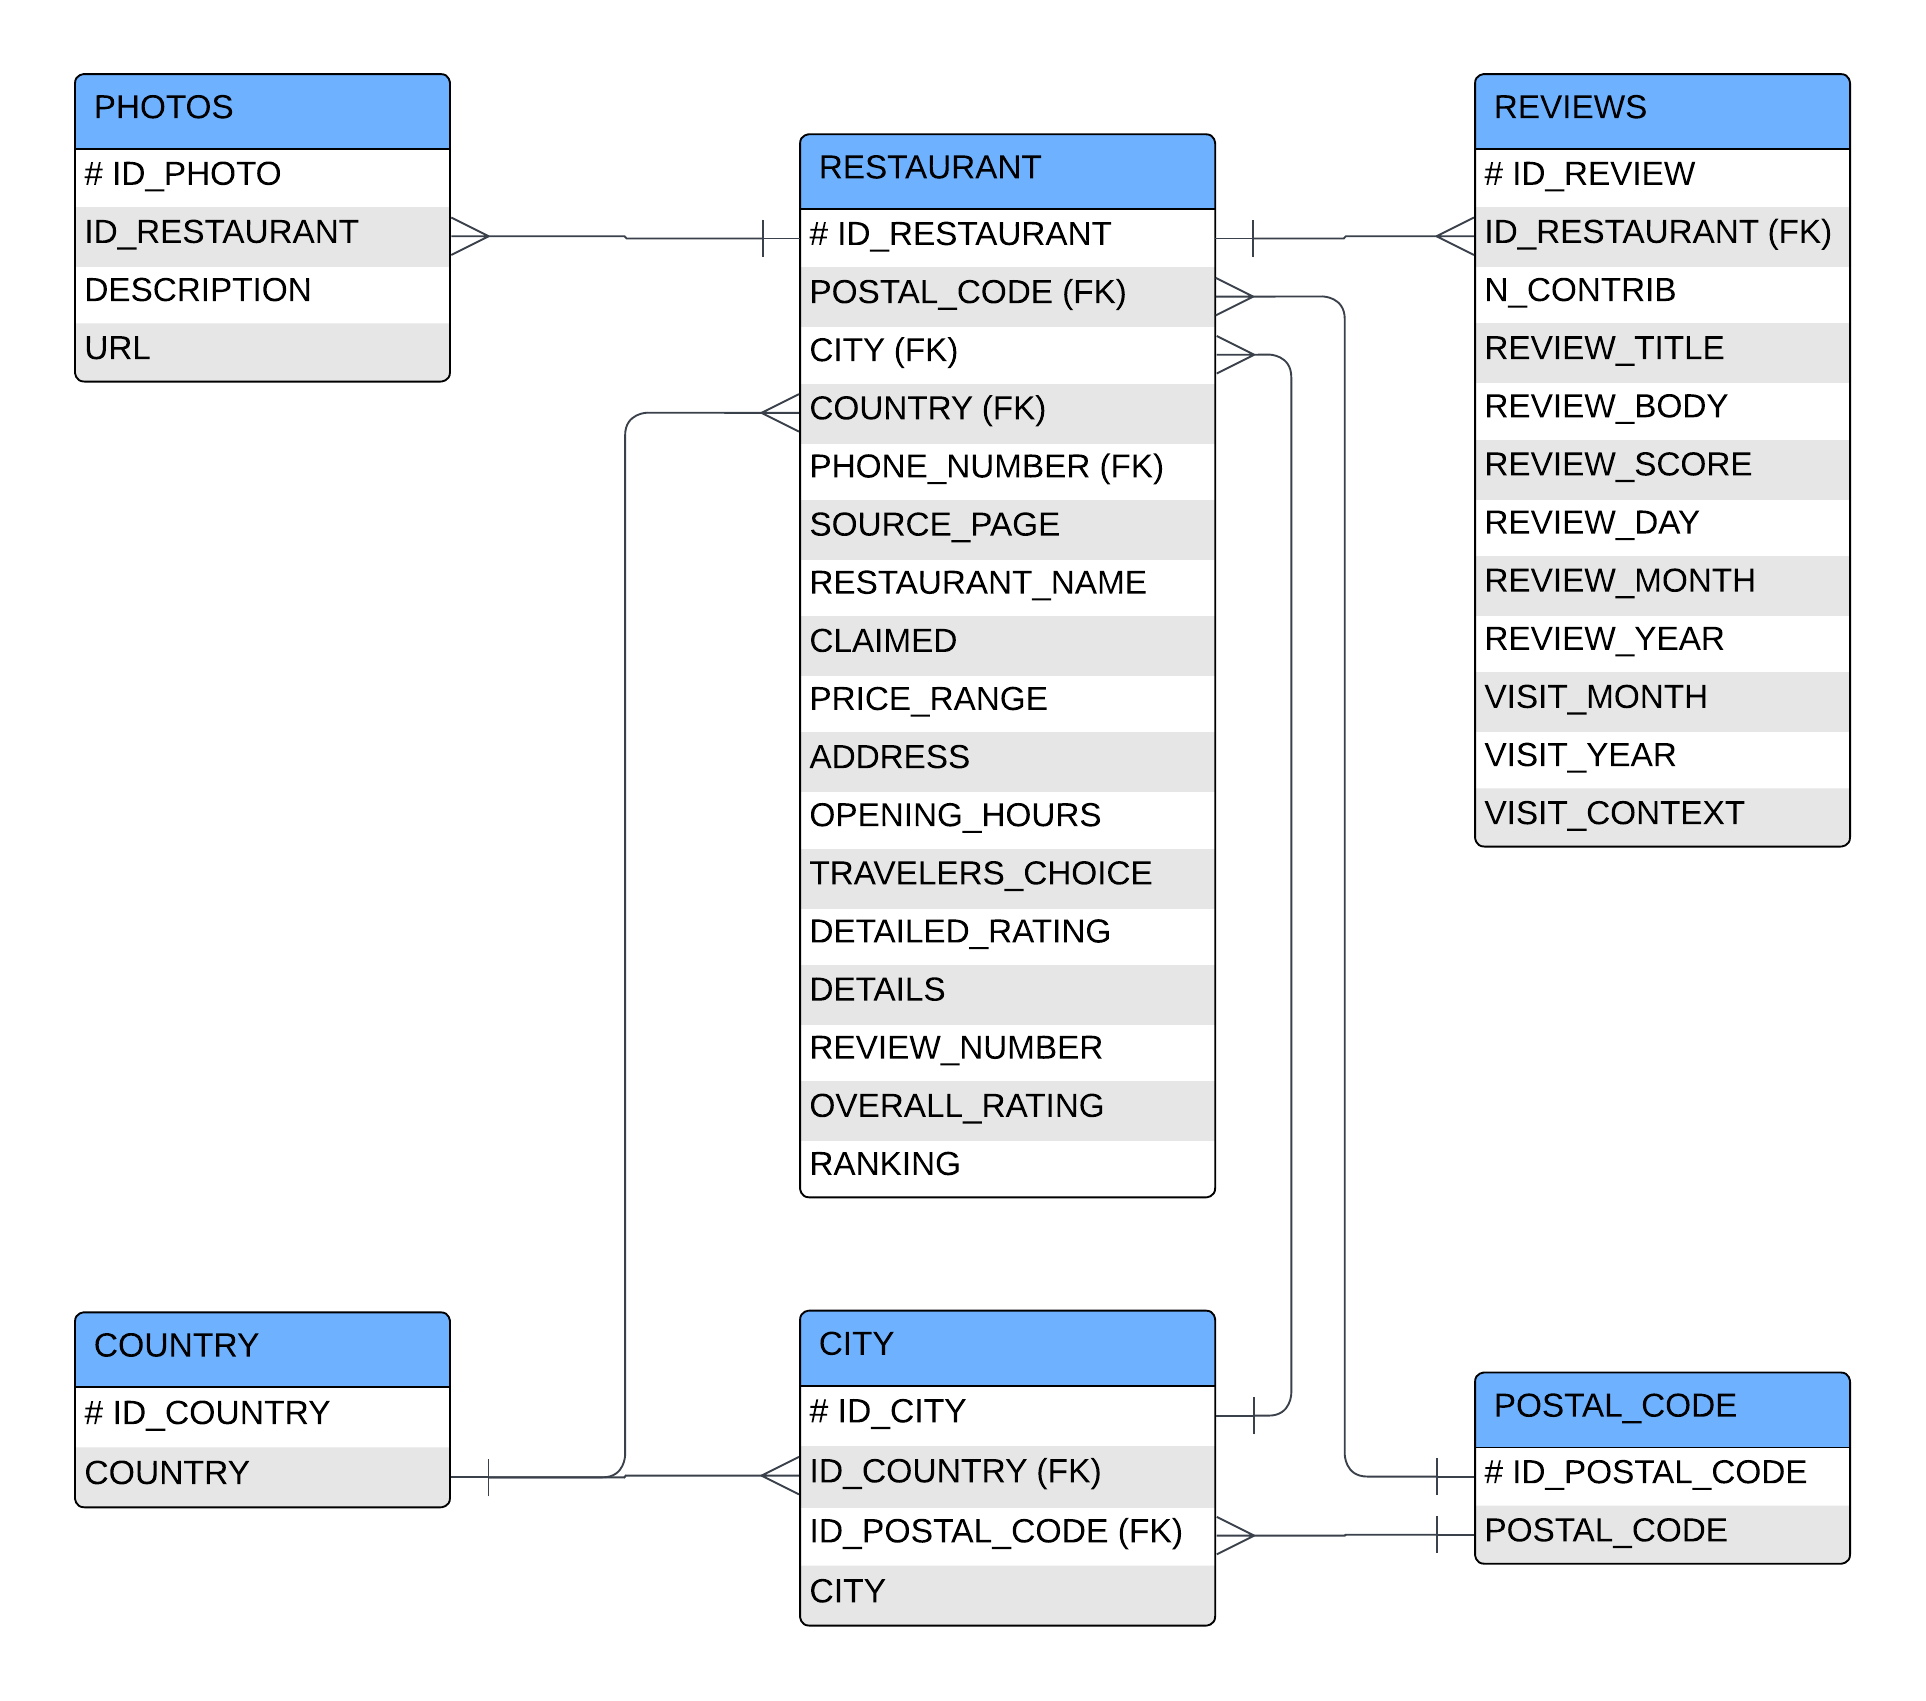 PHOTOS
# ID_PHOTO
ID_RESTAURANT
DESCRIPTION
URL
RESTAURANT
# ID_RESTAURANT
POSTAL_CODE (FK)
CITY (FK)
COUNTRY (FK)
PHONE_NUMBER (FK)
SOURCE_PAGE
RESTAURANT_NAME
CLAIMED
PRICE_RANGE
ADDRESS
OPENING_HOURS
TRAVELERS_CHOICE
DETAILED_RATING
DETAILS
REVIEW_NUMBER
OVERALL_RATING
RANKING
REVIEWS
# ID_REVIEW
ID_RESTAURANT (FK)
N_CONTRIB
REVIEW_TITLE
REVIEW_BODY
REVIEW_SCORE
REVIEW_DAY
REVIEW_MONTH
REVIEW_YEAR
VISIT_MONTH
VISIT_YEAR
VISIT_CONTEXT
COUNTRY
# ID_COUNTRY
COUNTRY
CITY
# ID_CITY
ID_COUNTRY (FK)
ID_POSTAL_CODE (FK)
CITY
POSTAL_CODE
# ID_POSTAL_CODE
POSTAL_CODE